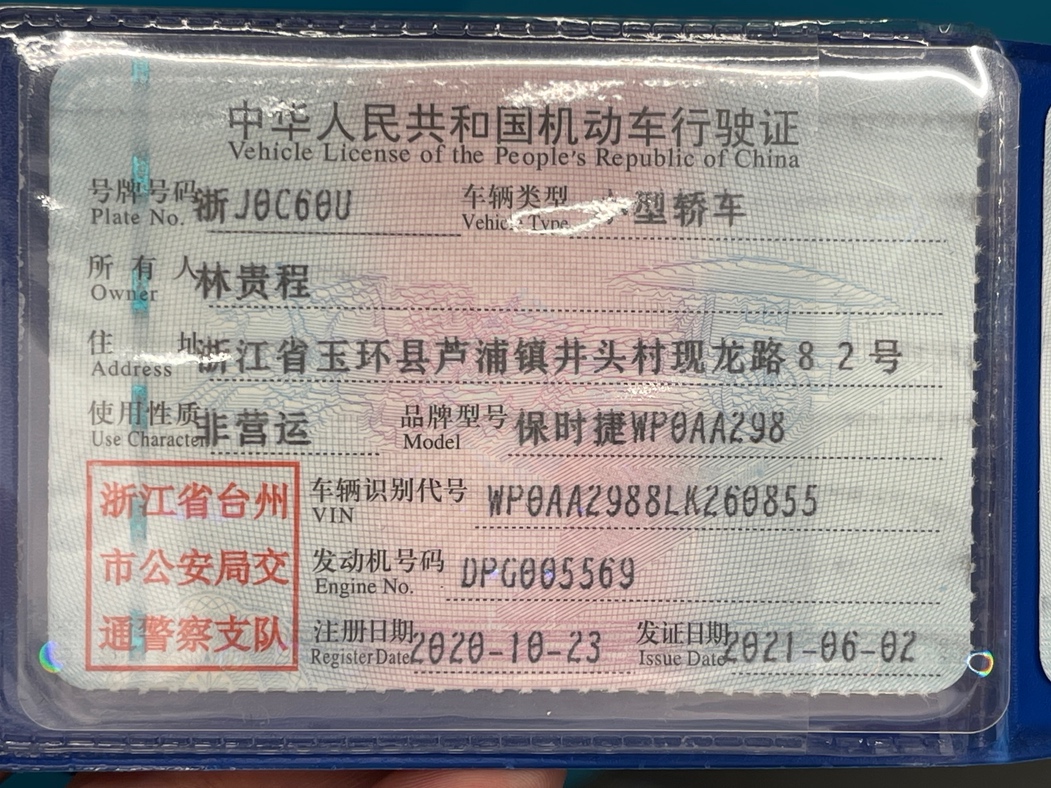 中华人民共和国机动车行驶证
Vehicle License of the People's Republic of China
号牌号码 浙J0C60U 车辆类型 小型轿车
Plate No. Vehicle Type
所有人 林贵程
Owner
住址 浙江省玉环县芦浦镇井头村现龙路82号
Address
使用性质 非营运 品牌型号 保时捷WP0AA298
Use Character Model
浙江省台州
市公安局交
通警察支队
车辆识别代号 WP0AA2988LK260855
VIN
发动机号码 DPG005569
Engine No.
注册日期 2020-10-23 发证日期 2021-06-02
Register Date Issue Date